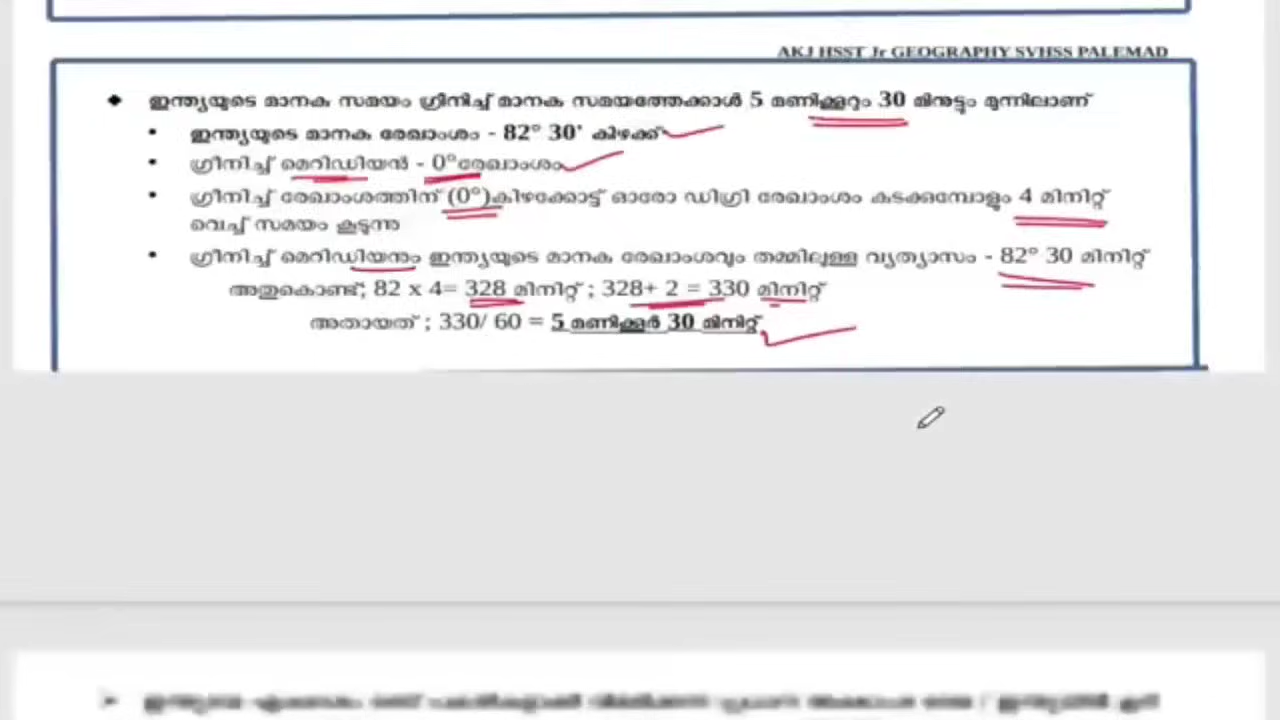 AKJ HSST Jr GEOGRAPHY SVHSS PALEMAD
◆ ഇന്ത്യയുടെ മാനക സമയം ഗ്രീനിച്ച് മാനക സമയത്തേക്കാൾ 5 മണിക്കൂറും 30 മിനുട്ടും മുന്നിലാണ്
• ഇന്ത്യയുടെ മാനക രേഖാംശം - 82° 30' കിഴക്ക്
• ഗ്രീനിച്ച് മെറിഡിയൻ - 0°രേഖാംശം
• ഗ്രീനിച്ച് രേഖാംശത്തിന് (0°)കിഴക്കോട്ട് ഓരോ ഡിഗ്രി രേഖാംശം കടക്കുമ്പോളും 4 മിനിറ്റ്
വെച്ച് സമയം കൂടുന്നു
• ഗ്രീനിച്ച് മെറിഡിയനും ഇന്ത്യയുടെ മാനക രേഖാംശവും തമ്മിലുള്ള വ്യത്യാസം - 82° 30 മിനിറ്റ്
അതുകൊണ്ട്; 82 x 4= 328 മിനിറ്റ് ; 328+ 2 = 330 മിനിറ്റ്
അതായത് ; 330/ 60 = 5 മണിക്കൂർ 30 മിനിറ്റ്